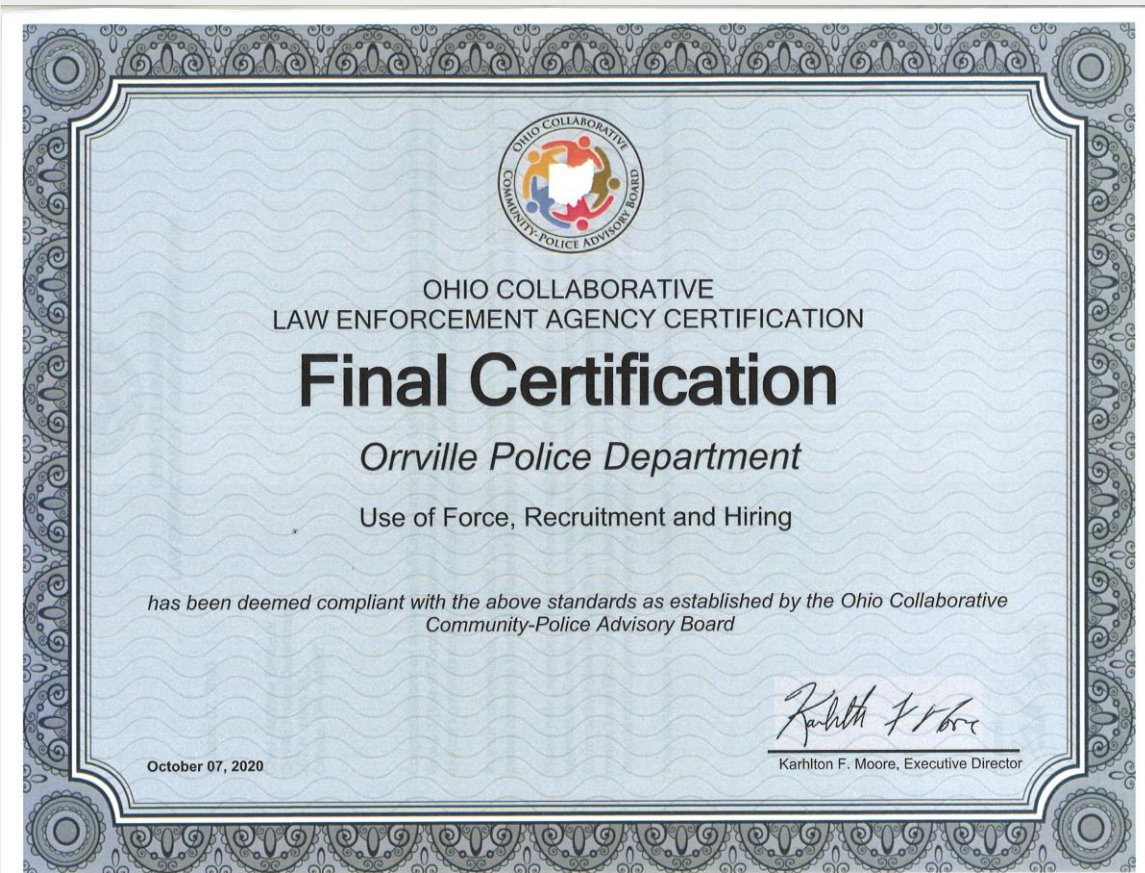 OHIO COLLABORATIVE
COMMUNITY-POLICE ADVISORY BOARD
OHIO COLLABORATIVE
LAW ENFORCEMENT AGENCY CERTIFICATION
Final Certification
Orrville Police Department
Use of Force, Recruitment and Hiring
has been deemed compliant with the above standards as established by the Ohio Collaborative
Community-Police Advisory Board
Karhlton F Moore
October 07, 2020
Karhlton F. Moore, Executive Director